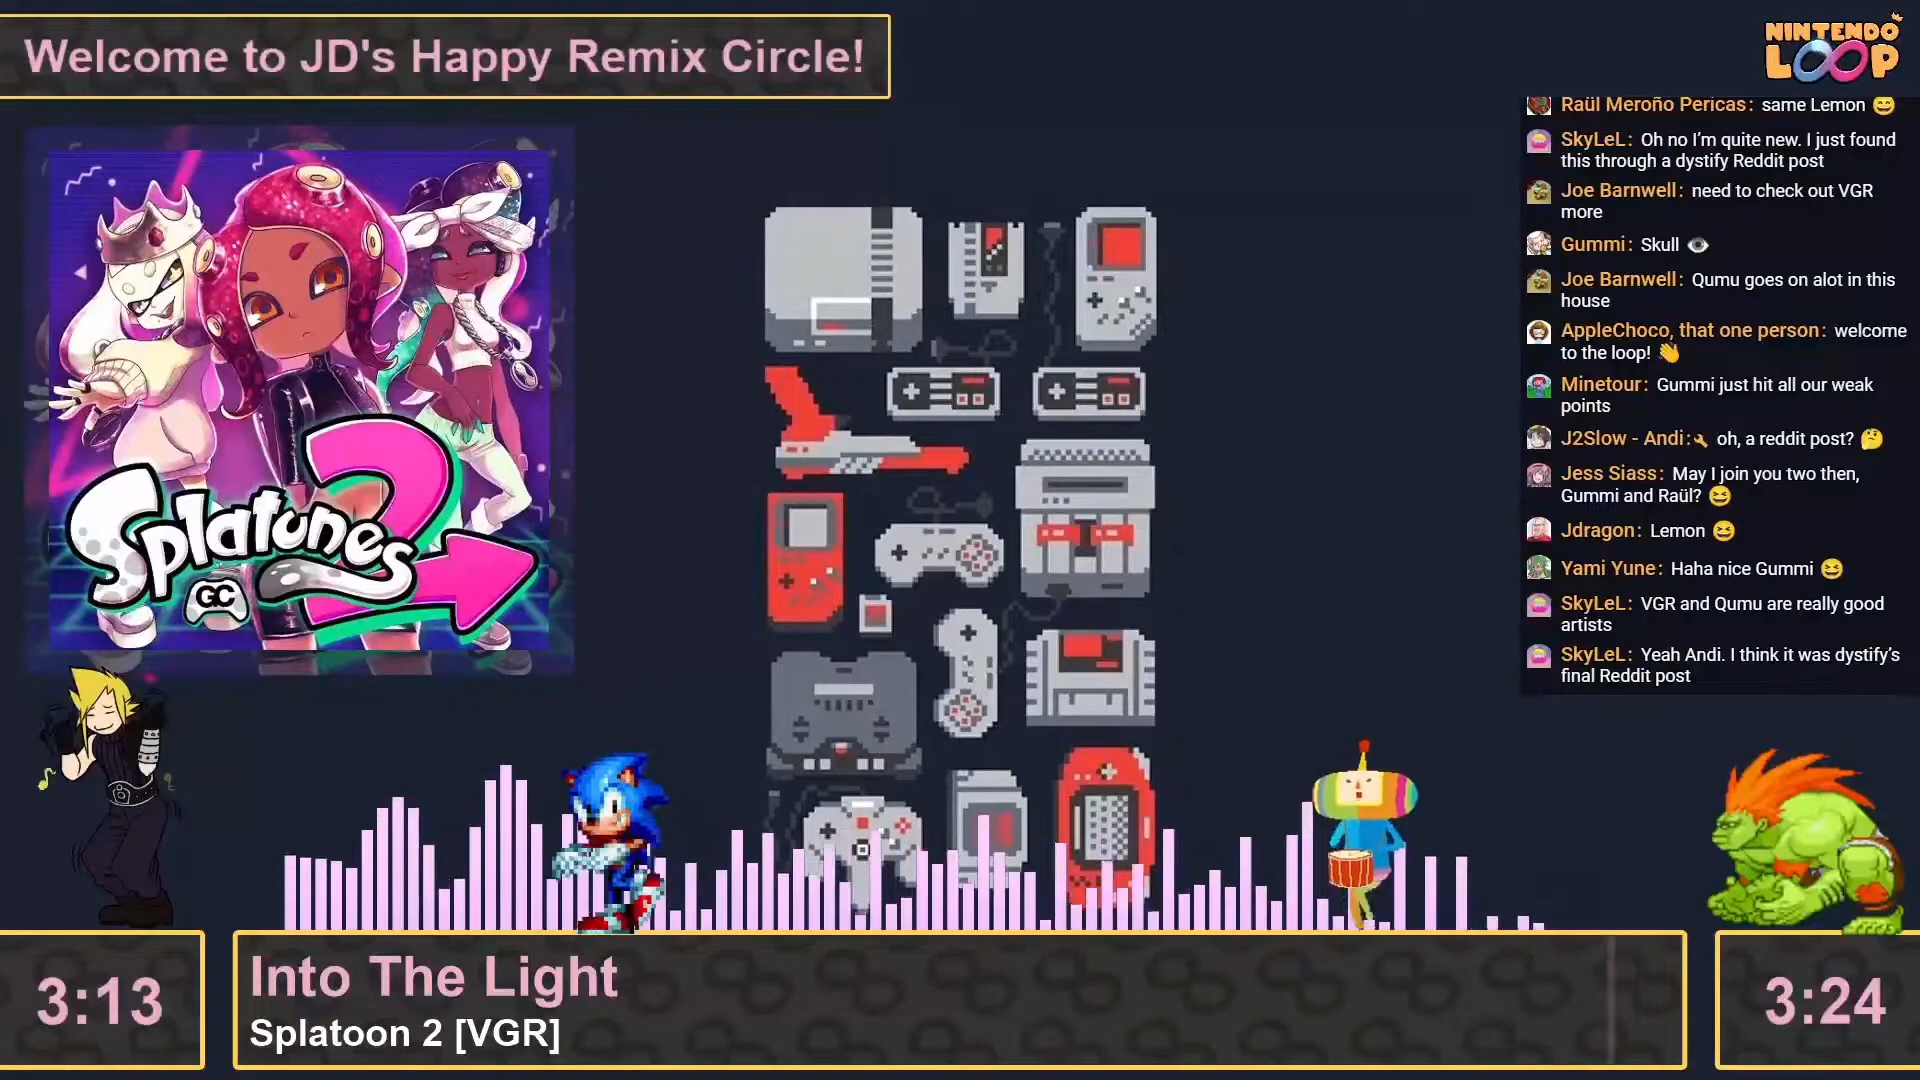 Welcome to JD's Happy Remix Circle!
NINTENDO
LOOP
Raül Meroño Pericas: same Lemon 😄
SkyLeL: Oh no I'm quite new. I just found
this through a dystify Reddit post
Joe Barnwell: need to check out VGR
more
Gummi: Skull 👁
Joe Barnwell: Qumu goes on alot in this
house
AppleChoco, that one person: welcome
to the loop! 👋
Minetour: Gummi just hit all our weak
points
J2Slow - Andi: oh, a reddit post? 🤔
Jess Siass: May I join you two then,
Gummi and Raül? 😆
Jdragon: Lemon 😆
Yami Yune: Haha nice Gummi 😆
SkyLeL: VGR and Qumu are really good
artists
SkyLeL: Yeah Andi. I think it was dystify's
final Reddit post
Splatunes 2
GC
3:13
Into The Light
Splatoon 2 [VGR]
3:24